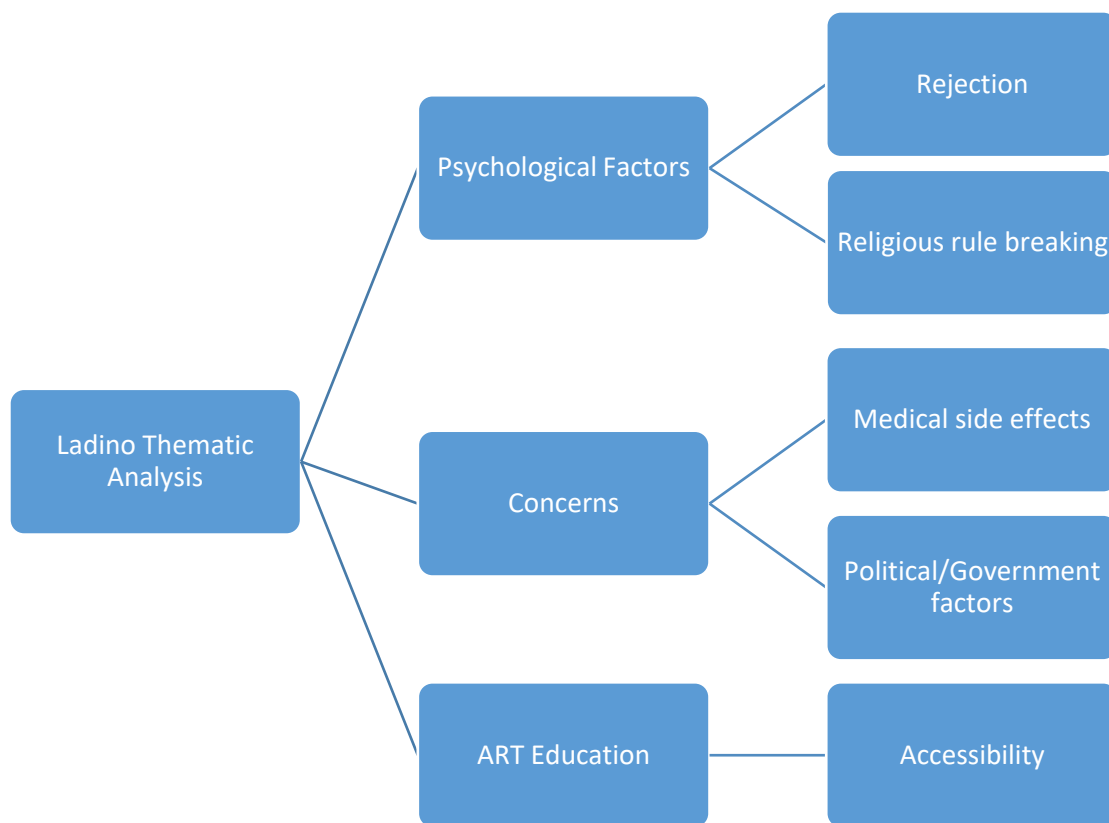 Ladino Thematic
Analysis
Psychological Factors
Rejection
Religious rule breaking
Concerns
Medical side effects
Political/Government
factors
ART Education
Accessibility